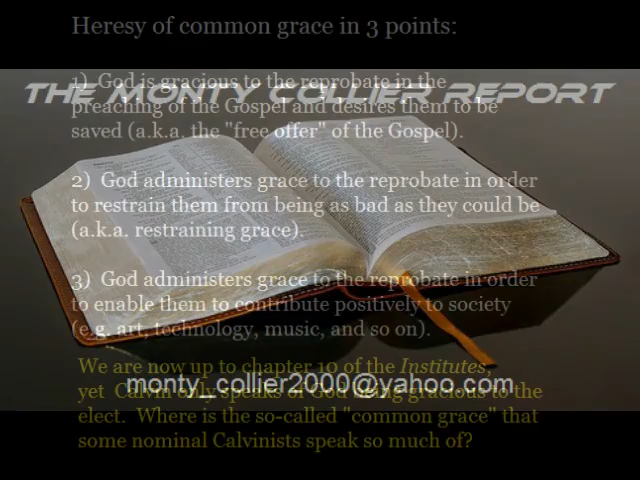 Heresy of common grace in 3 points:
1) God is gracious to the reprobate in the
THE MONTY COLLIER REPORT
preaching of the Gospel and desires them to be
saved (a.k.a. the "free offer" of the Gospel).
2) God administers grace to the reprobate in order
to restrain them from being as bad as they could be
(a.k.a. restraining grace).
3) God administers grace to the reprobate in order
to enable them to contribute positively to society
(e.g. art, technology, music, and so on).
We are now up to chapter 10 of the Institutes,
monty_collier2000@yahoo.com
yet Calvin only speaks of God being gracious to the
elect. Where is the so-called "common grace" that
some nominal Calvinists speak so much of?